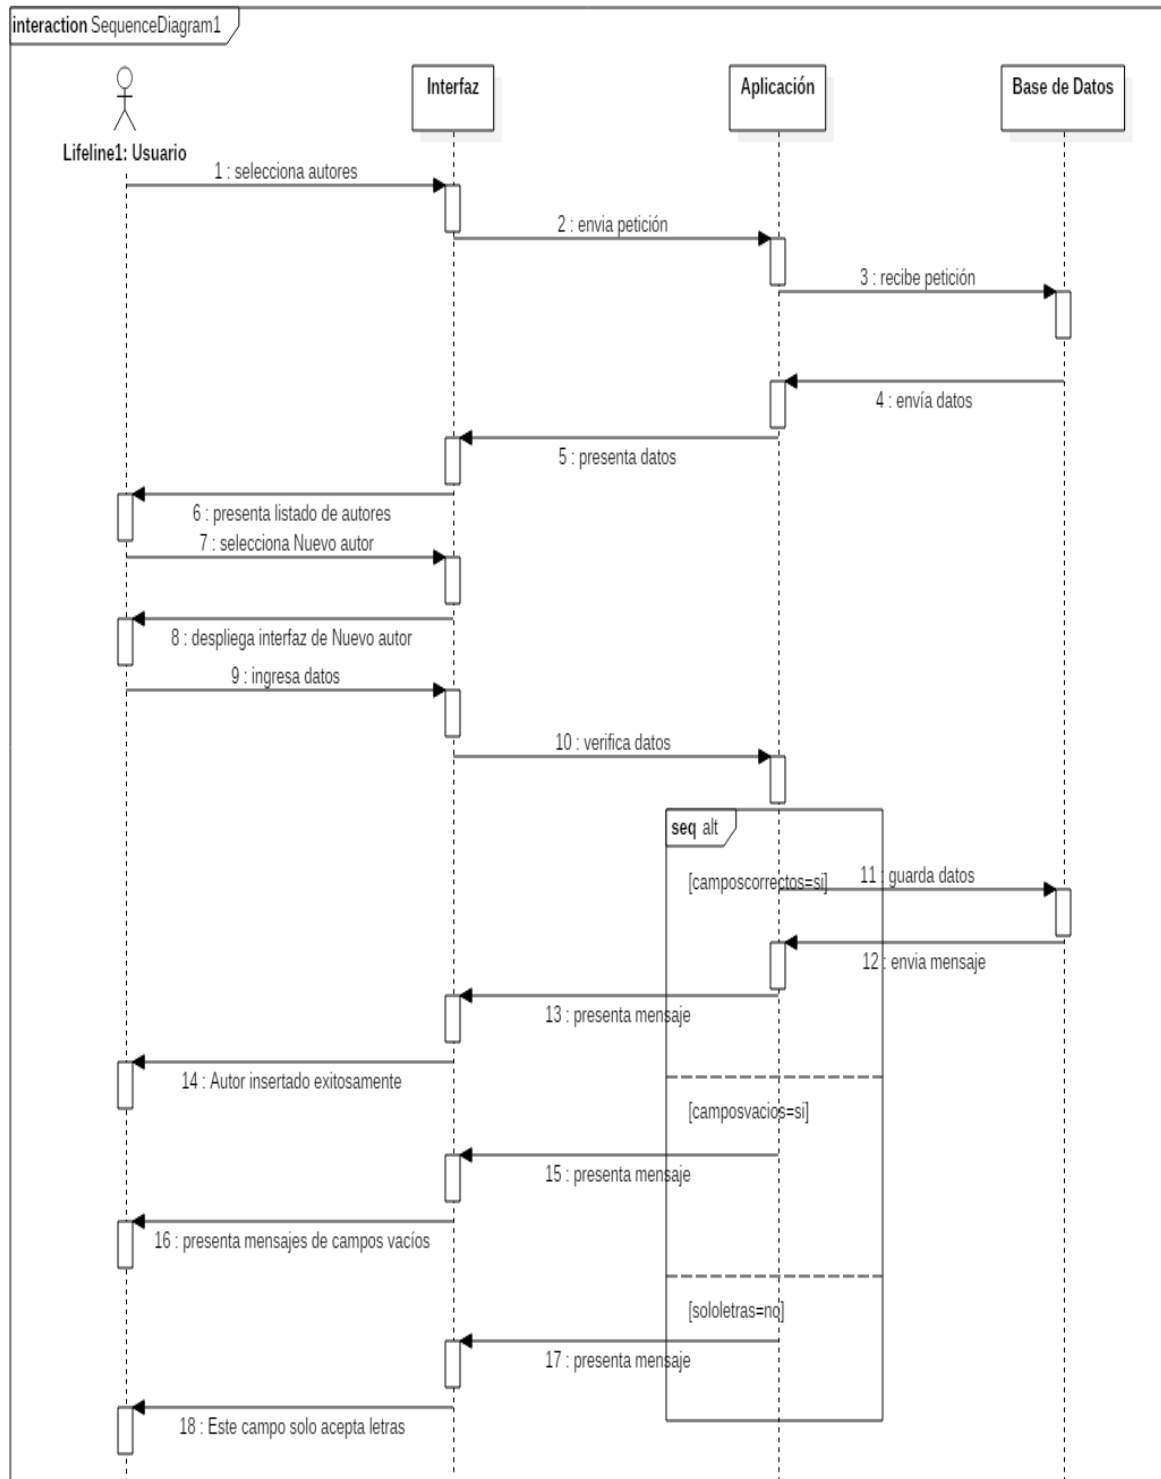 interaction SequenceDiagram1
Interfaz
Aplicación
Base de Datos
Lifeline1: Usuario
1 : selecciona autores
2 : envia petición
3 : recibe petición
4 : envía datos
5 : presenta datos
6 : presenta listado de autores
7 : selecciona Nuevo autor
8 : despliega interfaz de Nuevo autor
9 : ingresa datos
10 : verifica datos
seq alt
[camposcorrectos=si]
11 : guarda datos
12 : envia mensaje
13 : presenta mensaje
14 : Autor insertado exitosamente
[camposvacios=si]
15 : presenta mensaje
16 : presenta mensajes de campos vacíos
[sololetras=no]
17 : presenta mensaje
18 : Este campo solo acepta letras